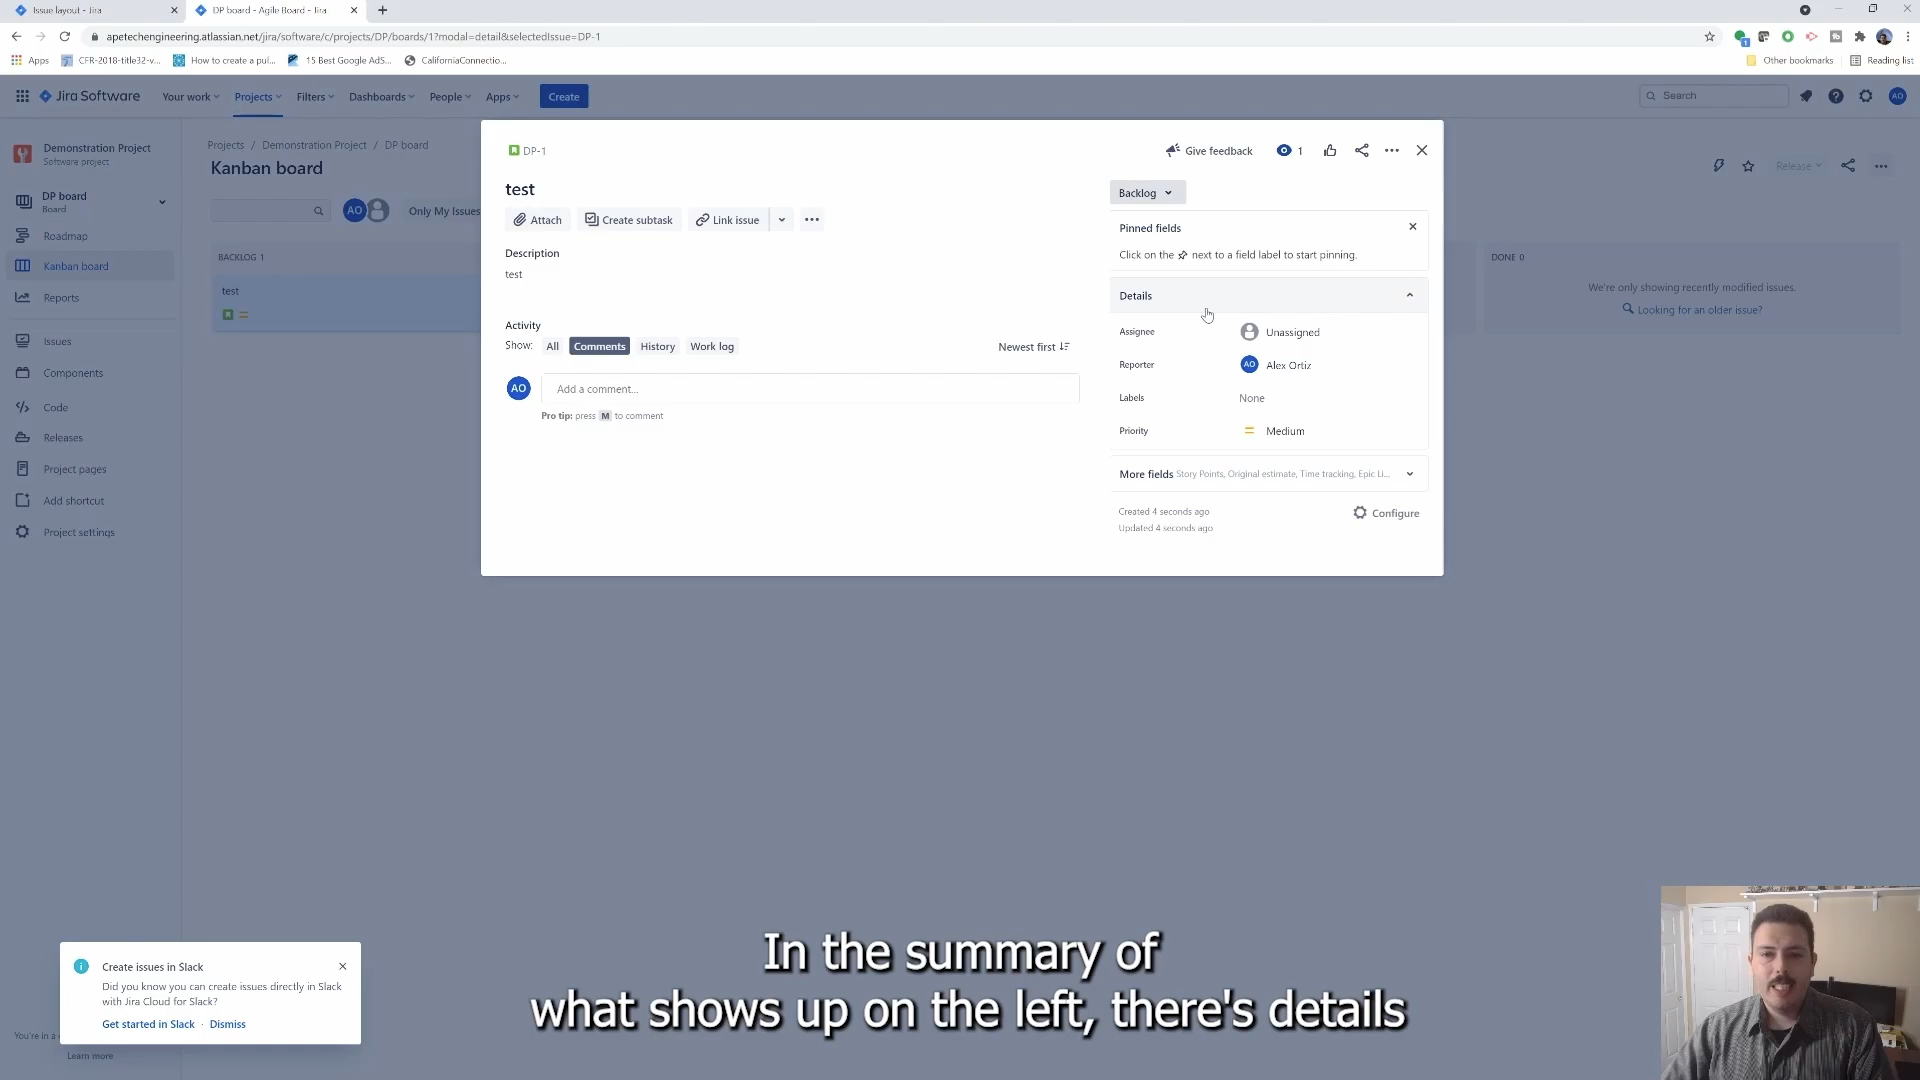 Issue layout - Jira
DP board - Agile Board - Jira
apetechengineering.atlassian.net/jira/software/c/projects/DP/boards/1?modal=detail&selectedIssue=DP-1
Apps
CFR-2018-title32-v...
How to create a pul...
15 Best Google AdS...
CaliforniaConnectio...
Other bookmarks
Reading list
Jira Software
Your work
Projects
Filters
Dashboards
People
Apps
Create
Search
AO
Demonstration Project
Software project
DP board
Board
Roadmap
Kanban board
Reports
Issues
Components
Code
Releases
Project pages
Add shortcut
Project settings
You're in a
Learn more
Projects / Demonstration Project / DP board
Kanban board
AO
Only My Issues
Release
BACKLOG 1
test
DONE 0
We're only showing recently modified issues.
Looking for an older issue?
DP-1
Give feedback
1
test
Attach
Create subtask
Link issue
Description
test
Activity
Show:
All
Comments
History
Work log
Newest first
AO
Add a comment...
Pro tip: press M to comment
Backlog
Pinned fields
Click on the next to a field label to start pinning.
Details
Assignee
Unassigned
Reporter
AO
Alex Ortiz
Labels
None
Priority
Medium
More fields Story Points, Original estimate, Time tracking, Epic Li...
Created 4 seconds ago
Updated 4 seconds ago
Configure
Create issues in Slack
Did you know you can create issues directly in Slack
with Jira Cloud for Slack?
Get started in Slack · Dismiss
In the summary of
what shows up on the left, there's details